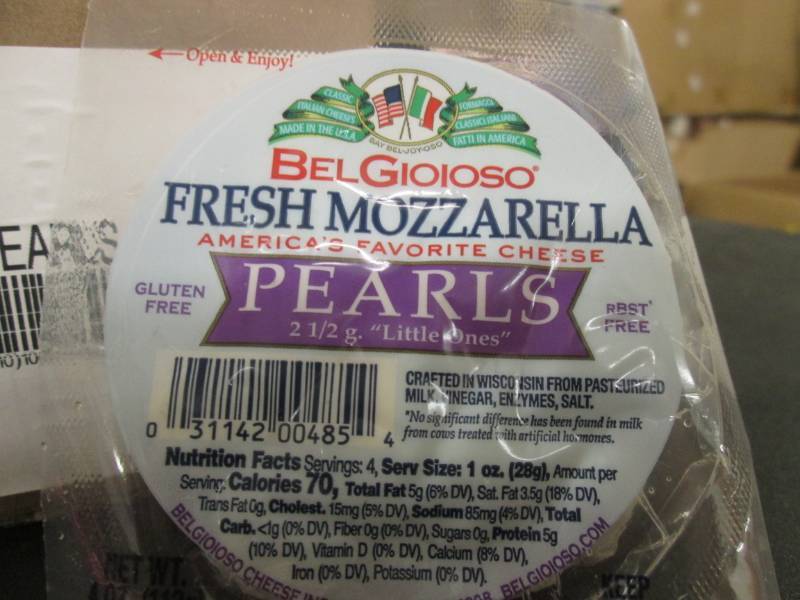 Open & Enjoy!
CLASSIC
ITALIAN CHEESES
MADE IN THE U.S.A.
FORMAGGI
CLASSICI ITALIANI
FATTI IN AMERICA
SAY BEL-JOY-OSO
BELGIOIOSO®
FRESH MOZZARELLA
AMERICA'S FAVORITE CHEESE
PEARLS
2 1/2 g. "Little Ones"
GLUTEN
FREE
RBST*
FREE
CRAFTED IN WISCONSIN FROM PASTEURIZED
MILK, VINEGAR, ENZYMES, SALT.
*No significant difference has been found in milk
from cows treated with artificial hormones.
0 31142 00485 4
Nutrition Facts Servings: 4, Serv Size: 1 oz. (28g), Amount per
Serving: Calories 70, Total Fat 5g (6% DV), Sat. Fat 3.5g (18% DV),
Trans Fat 0g, Cholest. 15mg (5% DV), Sodium 85mg (4% DV), Total
Carb. <1g (0% DV), Fiber 0g (0% DV), Sugars 0g, Protein 5g
(10% DV), Vitamin D (0% DV), Calcium (8% DV),
Iron (0% DV), Potassium (0% DV).
BELGIOIOSO CHEESE
BELGIOIOSO.COM
NET WT.
KEEP